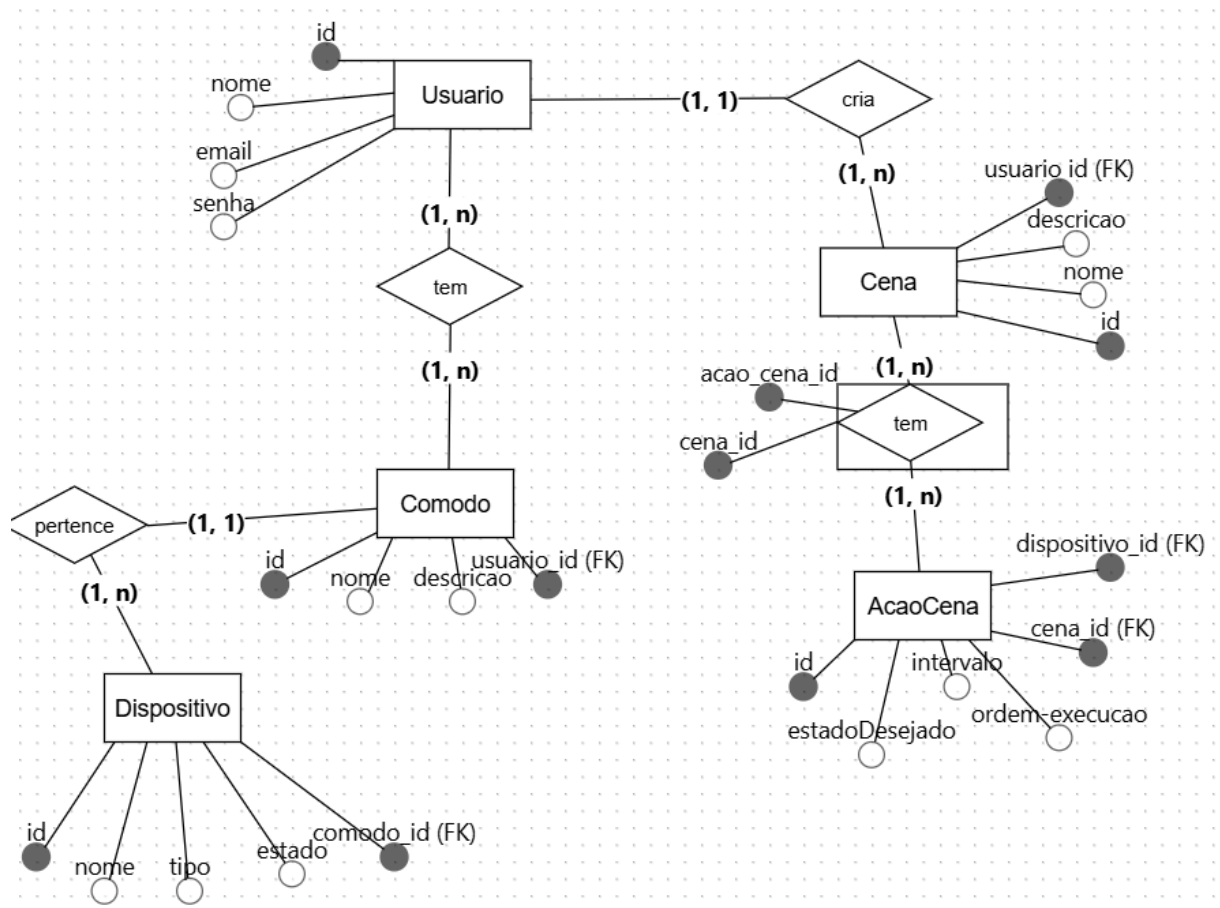 id
nome
Usuario
email
senha
(1, 1)
cria
(1, n)
usuario id (FK)
descricao
Cena
nome
id
(1, n)
tem
(1, n)
(1, n)
acao_cena_id
tem
cena_id
(1, n)
Comodo
pertence
(1, 1)
id
nome
descricao
usuario_id (FK)
(1, n)
dispositivo_id (FK)
AcaoCena
cena_id (FK)
id
intervalo
estadoDesejado
ordem-execucao
Dispositivo
id
nome
tipo
estado
comodo_id (FK)